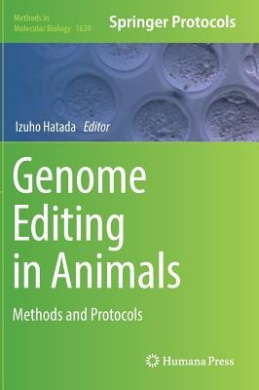 Methods in
Molecular Biology 1630
Springer Protocols
Izuho Hatada Editor
Genome
Editing
in Animals
Methods and Protocols
Humana Press